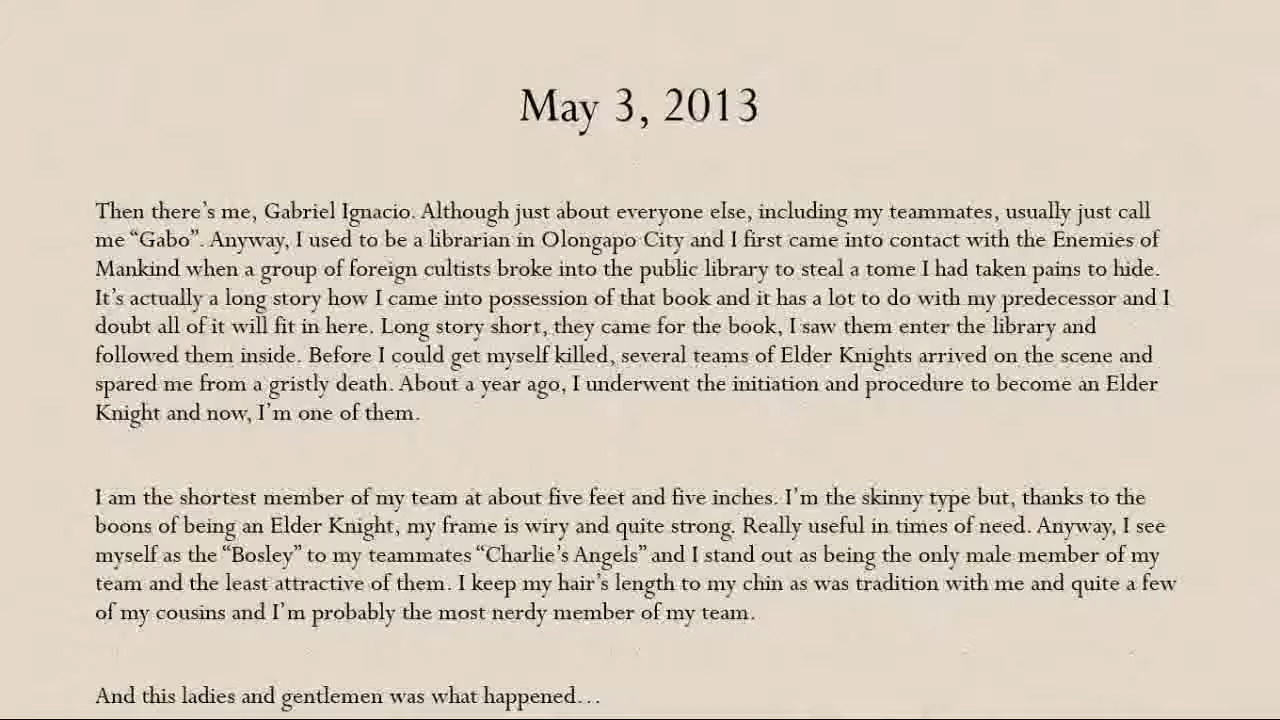 May 3, 2013
Then there’s me, Gabriel Ignacio. Although just about everyone else, including my teammates, usually just call
me “Gabo”. Anyway, I used to be a librarian in Olongapo City and I first came into contact with the Enemies of
Mankind when a group of foreign cultists broke into the public library to steal a tome I had taken pains to hide.
It’s actually a long story how I came into possession of that book and it has a lot to do with my predecessor and I
doubt all of it will fit in here. Long story short, they came for the book, I saw them enter the library and
followed them inside. Before I could get myself killed, several teams of Elder Knights arrived on the scene and
spared me from a gristly death. About a year ago, I underwent the initiation and procedure to become an Elder
Knight and now, I’m one of them.
I am the shortest member of my team at about five feet and five inches. I’m the skinny type but, thanks to the
boons of being an Elder Knight, my frame is wiry and quite strong. Really useful in times of need. Anyway, I see
myself as the “Bosley” to my teammates “Charlie’s Angels” and I stand out as being the only male member of my
team and the least attractive of them. I keep my hair’s length to my chin as was tradition with me and quite a few
of my cousins and I’m probably the most nerdy member of my team.
And this ladies and gentlemen was what happened…